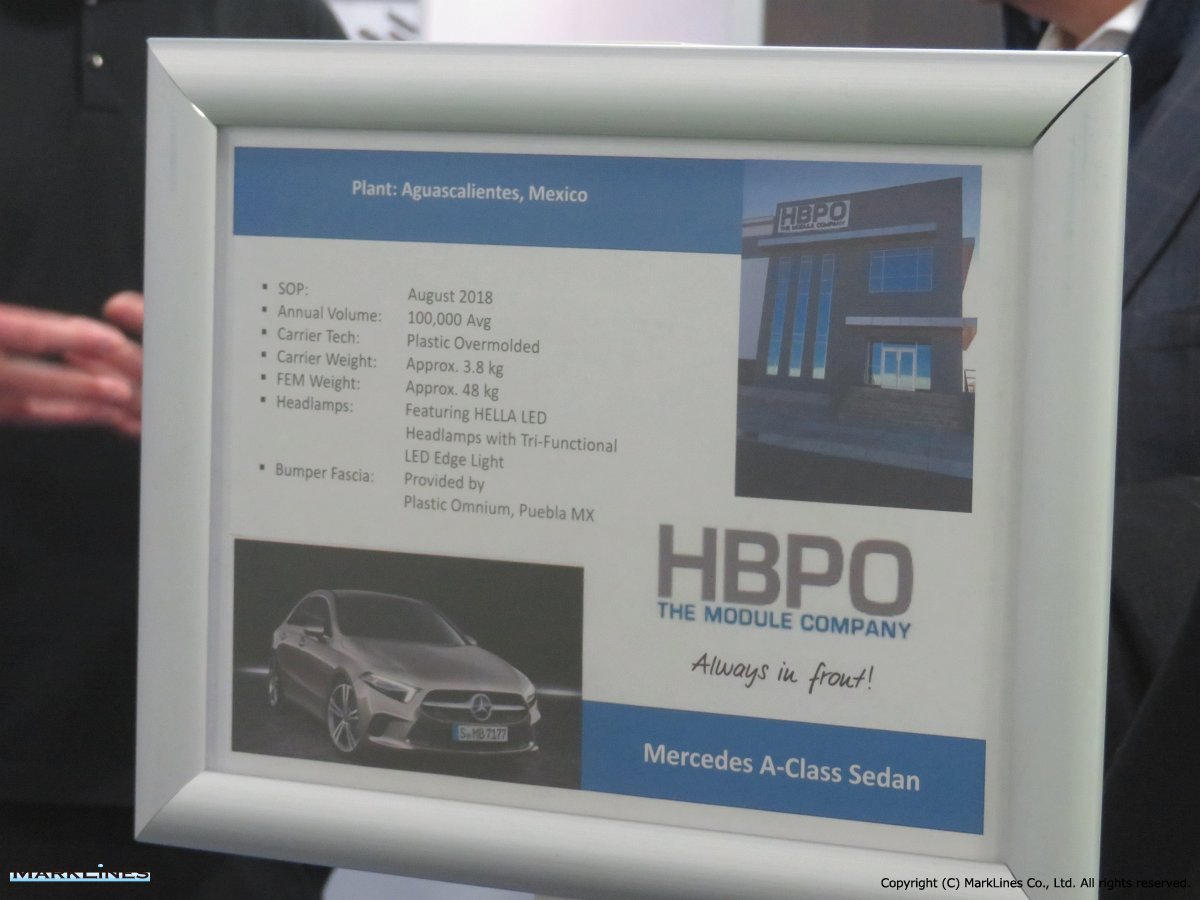 Plant: Aguascalientes, Mexico
HBPO
THE MODULE COMPANY
▪ SOP: August 2018
▪ Annual Volume: 100,000 Avg
▪ Carrier Tech: Plastic Overmolded
▪ Carrier Weight: Approx. 3.8 kg
▪ FEM Weight: Approx. 48 kg
▪ Headlamps: Featuring HELLA LED
Headlamps with Tri-Functional
LED Edge Light
▪ Bumper Fascia: Provided by
Plastic Omnium, Puebla MX
HBPO
THE MODULE COMPANY
Always in front!
S MB 7177
Mercedes A-Class Sedan
MARKLINES
Copyright (C) MarkLines Co., Ltd. All rights reserved.